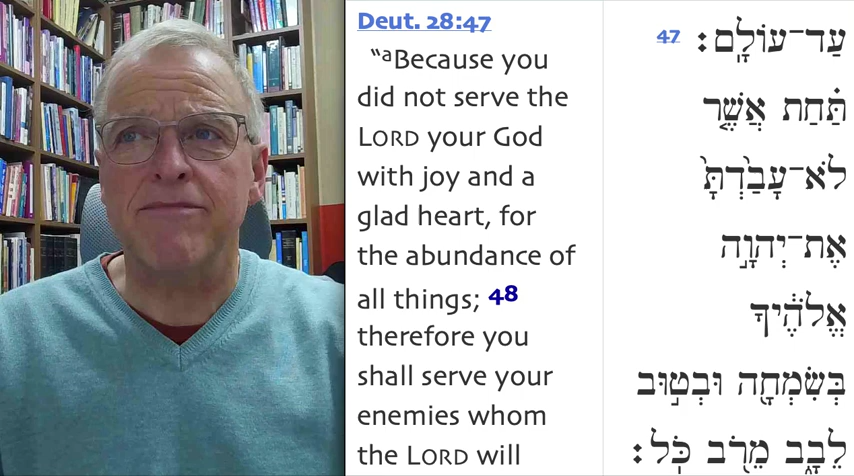 Deut. 28:47
“ᵃBecause you
did not serve the
LORD your God
with joy and a
glad heart, for
the abundance of
all things; 48
therefore you
shall serve your
enemies whom
the LORD will
עַד־עוֹלָֽם׃ 47
תַּ֗חַת אֲשֶׁ֤ר
לֹא־עָבַ֙דְתָּ֙
אֶת־יְהוָ֣ה
אֱלֹהֶ֔יךָ
בְּשִׂמְחָ֖ה וּבְט֣וּב
לֵבָ֑ב מֵרֹ֖ב כֹּֽל׃